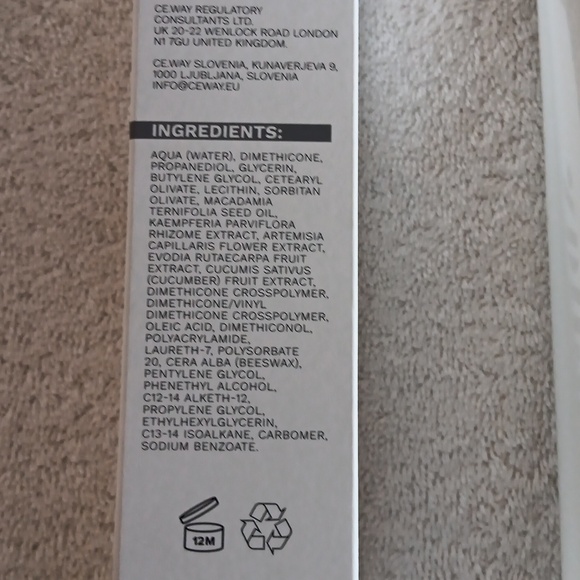 CE.WAY REGULATORY
CONSULTANTS LTD.
UK 20-22 WENLOCK ROAD LONDON
N1 7GU UNITED KINGDOM.
CE.WAY SLOVENIA, KUNAVERJEVA 9,
1000 LJUBLJANA, SLOVENIA
INFO@CEWAY.EU
INGREDIENTS:
AQUA (WATER), DIMETHICONE,
PROPANEDIOL, GLYCERIN,
BUTYLENE GLYCOL, CETEARYL
OLIVATE, LECITHIN, SORBITAN
OLIVATE, MACADAMIA
TERNIFOLIA SEED OIL,
KAEMPFERIA PARVIFLORA
RHIZOME EXTRACT, ARTEMISIA
CAPILLARIS FLOWER EXTRACT,
EVODIA RUTAECARPA FRUIT
EXTRACT, CUCUMIS SATIVUS
(CUCUMBER) FRUIT EXTRACT,
DIMETHICONE CROSSPOLYMER,
DIMETHICONE/VINYL
DIMETHICONE CROSSPOLYMER,
OLEIC ACID, DIMETHICONOL,
POLYACRYLAMIDE,
LAURETH-7, POLYSORBATE
20, CERA ALBA (BEESWAX),
PENTYLENE GLYCOL,
PHENETHYL ALCOHOL,
C12-14 ALKETH-12,
PROPYLENE GLYCOL,
ETHYLHEXYLGLYCERIN,
C13-14 ISOALKANE, CARBOMER,
SODIUM BENZOATE.
12M